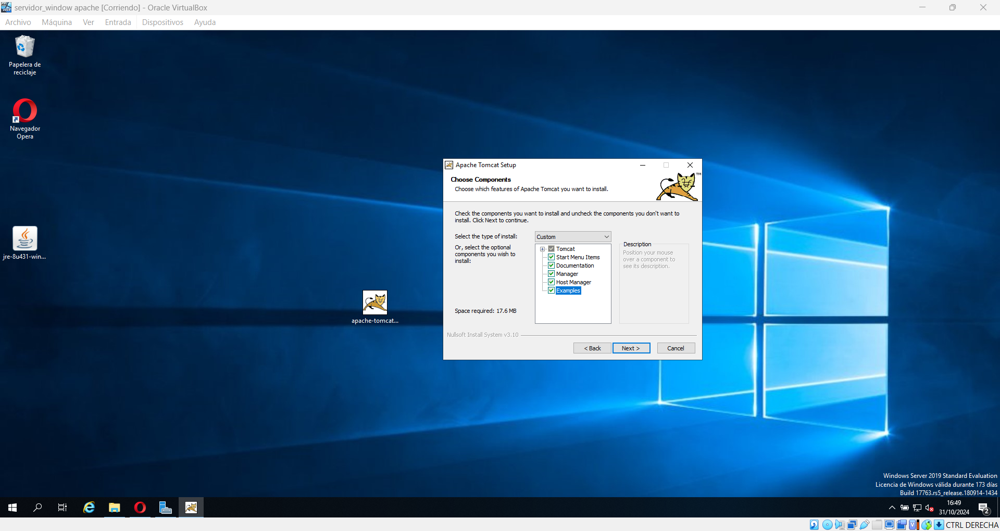 servidor_window apache [Corriendo] - Oracle VirtualBox
Archivo Máquina Ver Entrada Dispositivos Ayuda
Papelera de
reciclaje
Navegador
Opera
jre-8u431-win...
apache-tomcat...
Apache Tomcat Setup
Choose Components
Choose which features of Apache Tomcat you want to install.
TM
Check the components you want to install and uncheck the components you don't want to
install. Click Next to continue.
Select the type of install:
Custom
Or, select the optional
components you wish to
install:
Tomcat
Start Menu Items
Documentation
Manager
Host Manager
Examples
Description
Position your mouse
over a component to
see its description.
Space required: 17.6 MB
Nullsoft Install System v3.10
< Back
Next >
Cancel
Windows Server 2019 Standard Evaluation
Licencia de Windows válida durante 173 días
Build 17763.rs5_release.180914-1434
16:49
31/10/2024
2
CTRL DERECHA